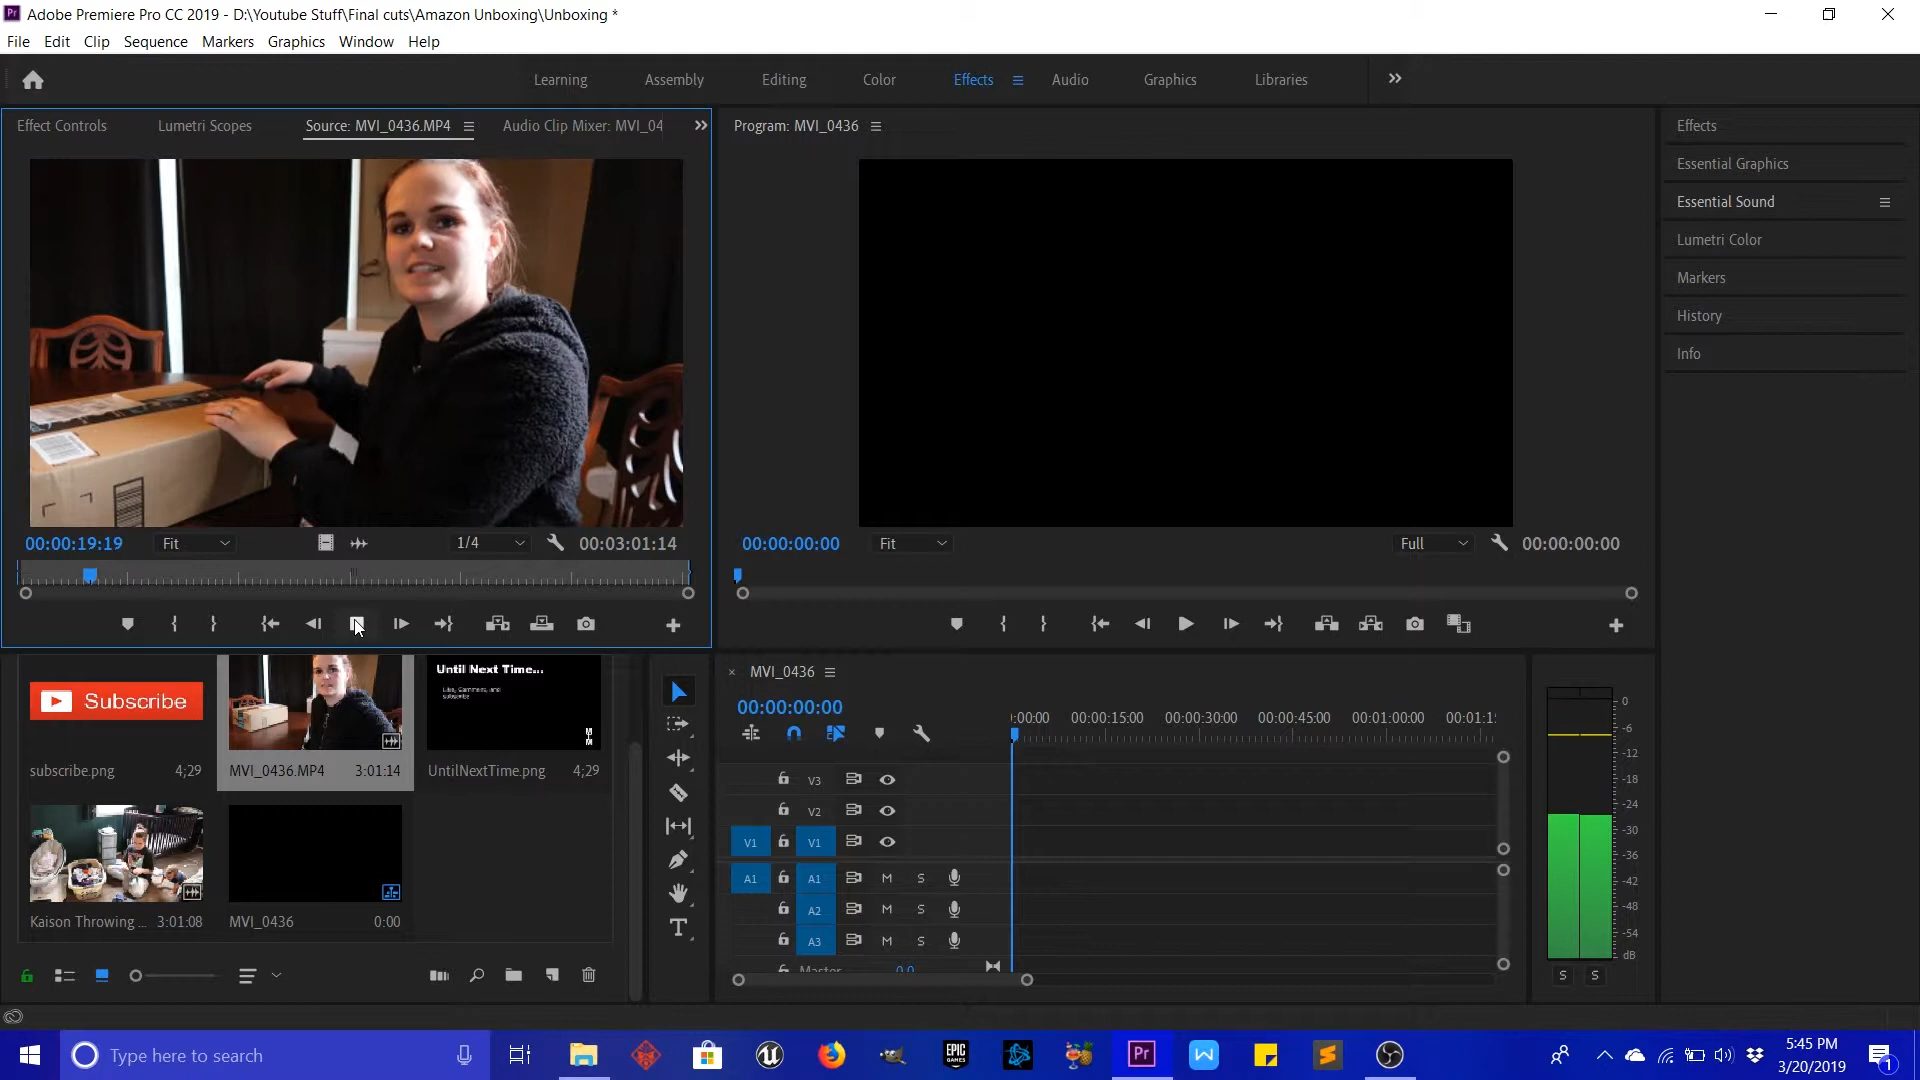 Adobe Premiere Pro CC 2019 - D:\Youtube Stuff\Final cuts\Amazon Unboxing\Unboxing *
File Edit Clip Sequence Markers Graphics Window Help
Learning Assembly Editing Color Effects Audio Graphics Libraries
Effect Controls Lumetri Scopes Source: MVI_0436.MP4 Audio Clip Mixer: MVI_04
Program: MVI_0436
Effects
Essential Graphics
Essential Sound
Lumetri Color
Markers
History
Info
00:00:19:19 Fit 1/4 00:03:01:14
00:00:00:00 Fit Full 00:00:00:00
Subscribe
subscribe.png 4;29
MVI_0436.MP4 3:01:14
Until Next Time...
Like, Comment, and
subscribe
UntilNextTime.png 4;29
Kaison Throwing ... 3:01:08
MVI_0436 0:00
MVI_0436
00:00:00:00
:00:00 00:00:15:00 00:00:30:00 00:00:45:00 00:01:00:00 00:01:1
V3
V2
V1 V1
A1 A1 M S
A2 M S
A3 M S
Master 0.0
0
-6
-12
-18
-24
-30
-36
-42
-48
-54
dB
S S
Type here to search
EPIC
GAMES
Pr
5:45 PM
3/20/2019
1